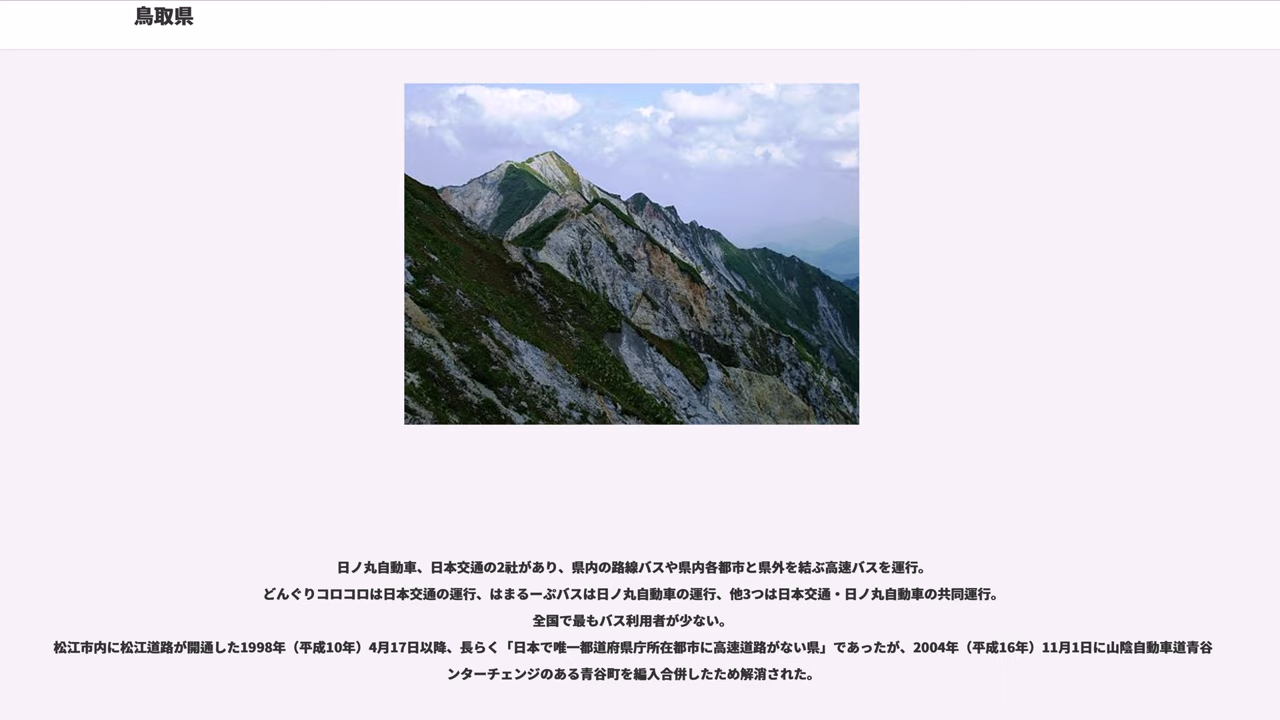 鳥取県
日ノ丸自動車、日本交通の2社があり、県内の路線バスや県内各都市と県外を結ぶ高速バスを運行。
どんぐりコロコロは日本交通の運行、はまるーぷバスは日ノ丸自動車の運行、他3つは日本交通・日ノ丸自動車の共同運行。
全国で最もバス利用者が少ない。
松江市内に松江道路が開通した1998年（平成10年）4月17日以降、長らく「日本で唯一都道府県庁所在都市に高速道路がない県」であったが、2004年（平成16年）11月1日に山陰自動車道青谷
ンターチェンジのある青谷町を編入合併したため解消された。